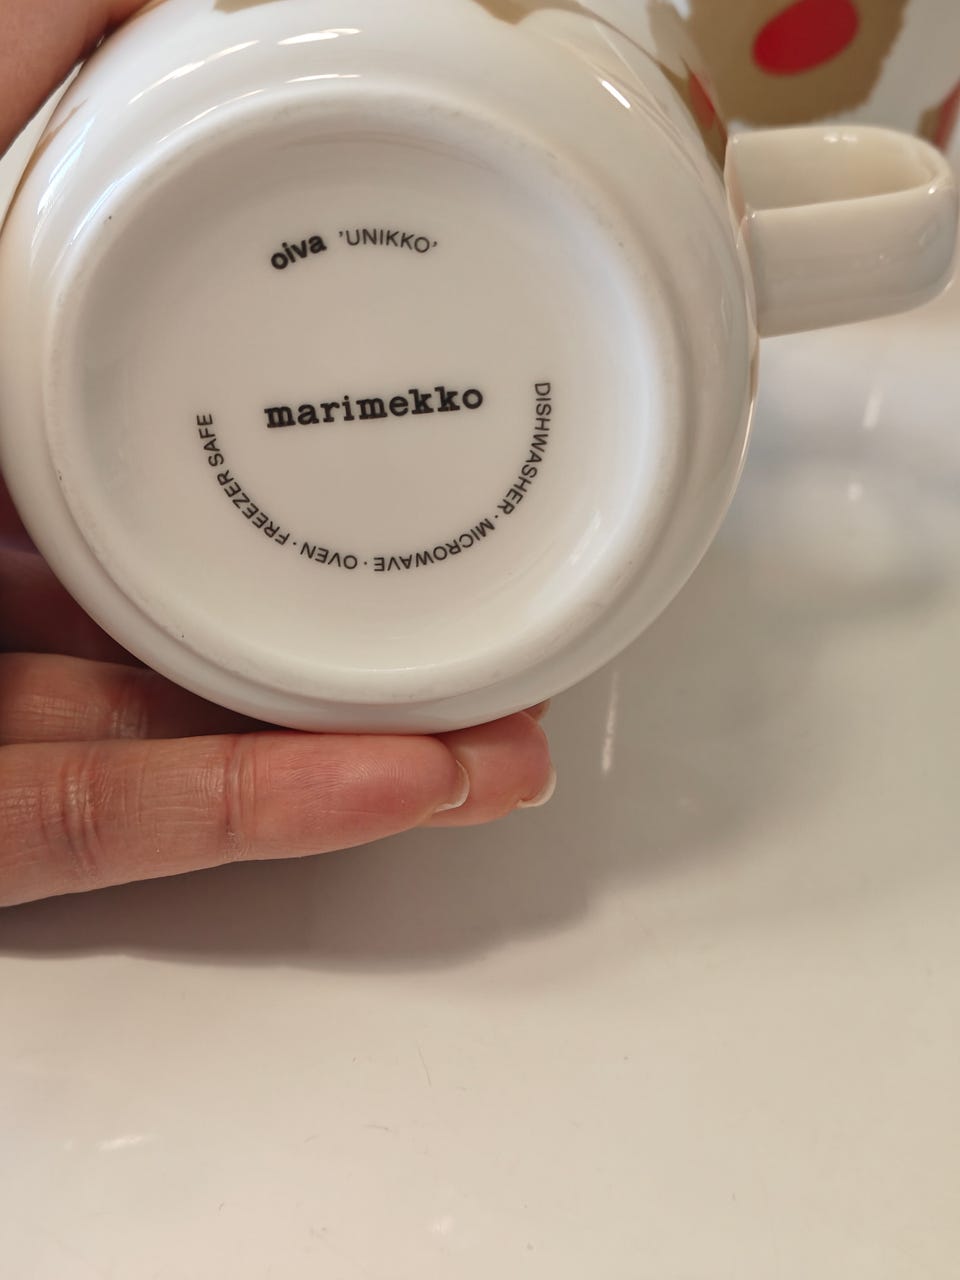 oiva 'UNIKKO'
marimekko
DISHWASHER · MICROWAVE · OVEN · FREEZER SAFE